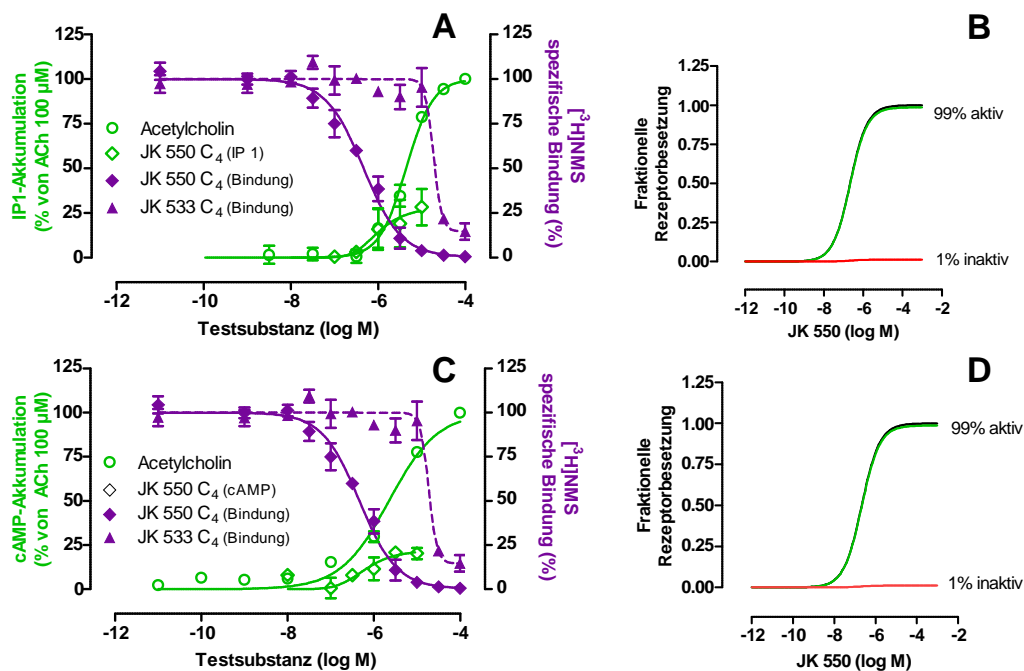 A
IP1-Akkumulation
(% von ACh 100 µM)
125
100
75
50
25
0
Acetylcholin
JK 550 C4 (IP 1)
JK 550 C4 (Bindung)
JK 533 C4 (Bindung)
125
100
75
50
25
0
[³H]NMS
spezifische Bindung (%)
-12 -10 -8 -6 -4
Testsubstanz (log M)
B
Fraktionelle
Rezeptorbesetzung
1.25
1.00
0.75
0.50
0.25
0.00
99% aktiv
1% inaktiv
-12 -10 -8 -6 -4 -2
JK 550 (log M)
C
cAMP-Akkumulation
(% von ACh 100 µM)
125
100
75
50
25
0
Acetylcholin
JK 550 C4 (cAMP)
JK 550 C4 (Bindung)
JK 533 C4 (Bindung)
125
100
75
50
25
0
[³H]NMS
spezifische Bindung (%)
-12 -10 -8 -6 -4
Testsubstanz (log M)
D
Fraktionelle
Rezeptorbesetzung
1.25
1.00
0.75
0.50
0.25
0.00
99% aktiv
1% inaktiv
-12 -10 -8 -6 -4 -2
JK 550 (log M)